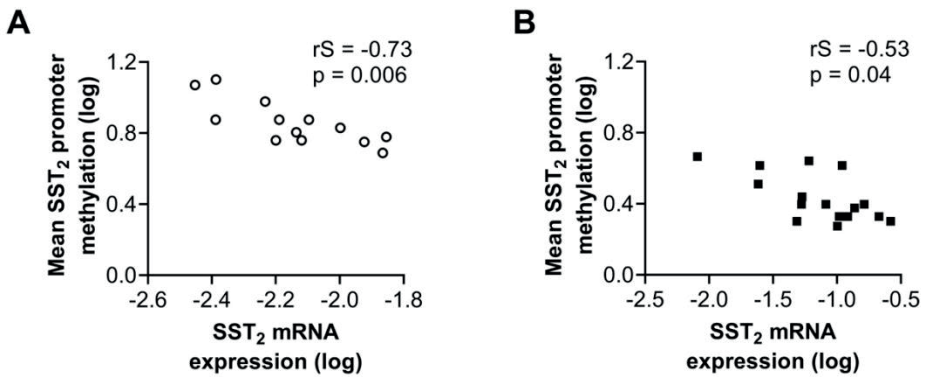 A
rS = -0.73
p = 0.006
Mean SST₂ promoter
methylation (log)
1.2
0.8
0.4
0.0
-2.6 -2.4 -2.2 -2.0 -1.8
SST₂ mRNA
expression (log)
B
rS = -0.53
p = 0.04
Mean SST₂ promoter
methylation (log)
1.2
0.8
0.4
0.0
-2.5 -2.0 -1.5 -1.0 -0.5
SST₂ mRNA
expression (log)